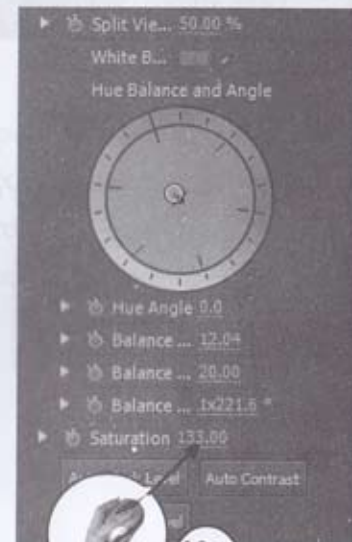 Split Vie... 50.00 %
White B...
Hue Balance and Angle
Hue Angle 0.0
Balance ... 12.04
Balance ... 20.00
Balance ... 1x221.6 °
Saturation 133.00
Auto Contrast